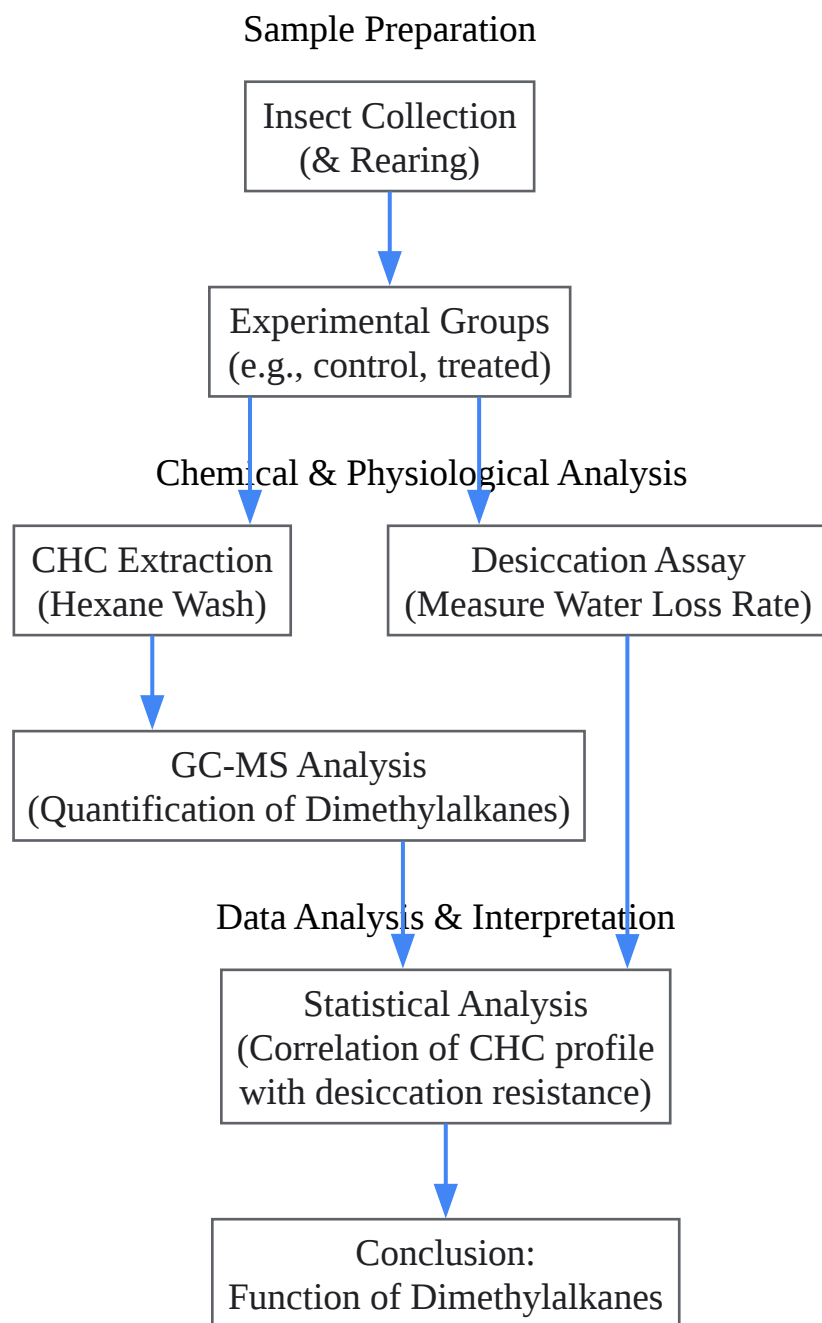 Sample Preparation
Insect Collection
(& Rearing)
Experimental Groups
(e.g., control, treated)
Chemical & Physiological Analysis
CHC Extraction
(Hexane Wash)
Desiccation Assay
(Measure Water Loss Rate)
GC-MS Analysis
(Quantification of Dimethylalkanes)
Data Analysis & Interpretation
Statistical Analysis
(Correlation of CHC profile
with desiccation resistance)
Conclusion:
Function of Dimethylalkanes